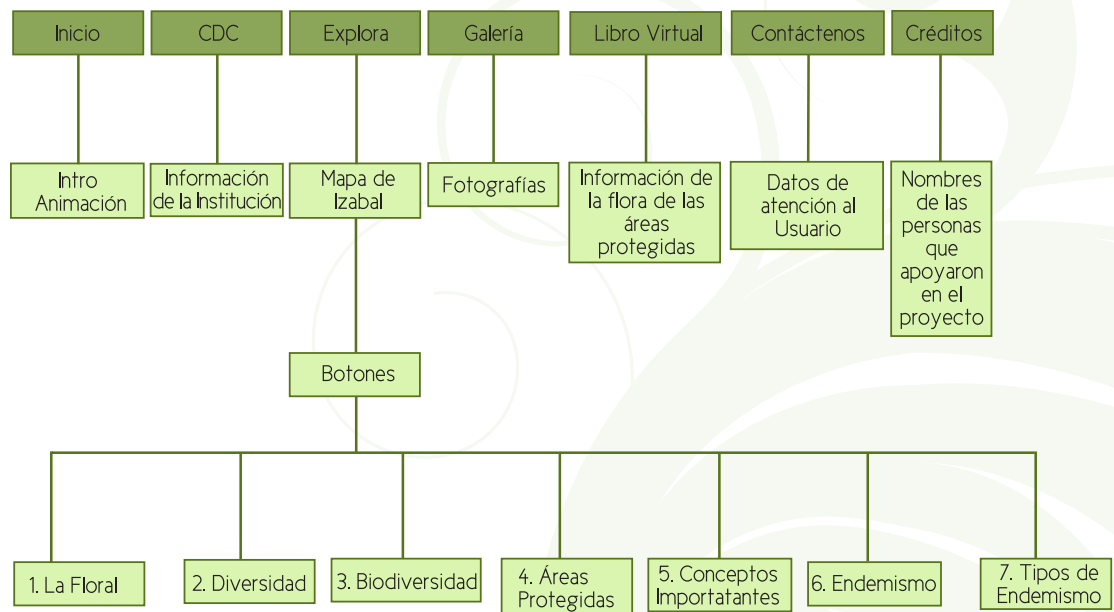 Inicio
CDC
Explora
Galería
Libro Virtual
Contáctenos
Créditos
Intro
Animación
Información
de la Institución
Mapa de
Izabal
Fotografías
Información de
la flora de las
áreas
protegidas
Datos de
atención al
Usuario
Nombres
de las
personas
que
apoyaron
en el
proyecto
Botones
1. La Floral
2. Diversidad
3. Biodiversidad
4. Áreas
Protegidas
5. Conceptos
Importatantes
6. Endemismo
7. Tipos de
Endemismo